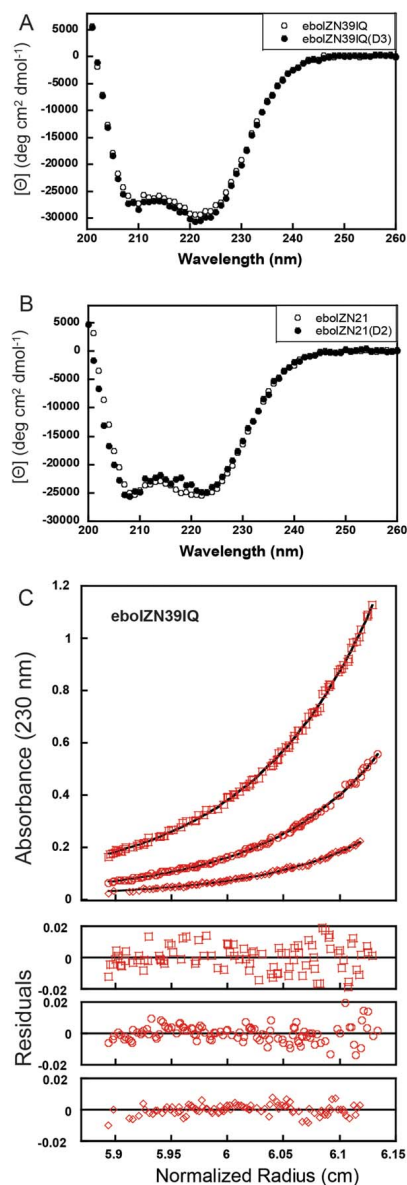 A
eboIZN39IQ
eboIZN39IQ(D3)
[Θ] (deg cm² dmol⁻¹)
5000
0
-5000
-10000
-15000
-20000
-25000
-30000
200 210 220 230 240 250 260
Wavelength (nm)
B
eboIZN21
eboIZN21(D2)
[Θ] (deg cm² dmol⁻¹)
5000
0
-5000
-10000
-15000
-20000
-25000
-30000
200 210 220 230 240 250 260
Wavelength (nm)
C
eboIZN39IQ
Absorbance (230 nm)
1.2
1
0.8
0.6
0.4
0.2
0
Residuals
0.02
0
-0.02
0.02
0
-0.02
0.02
0
-0.02
5.9 5.95 6 6.05 6.1 6.15
Normalized Radius (cm)